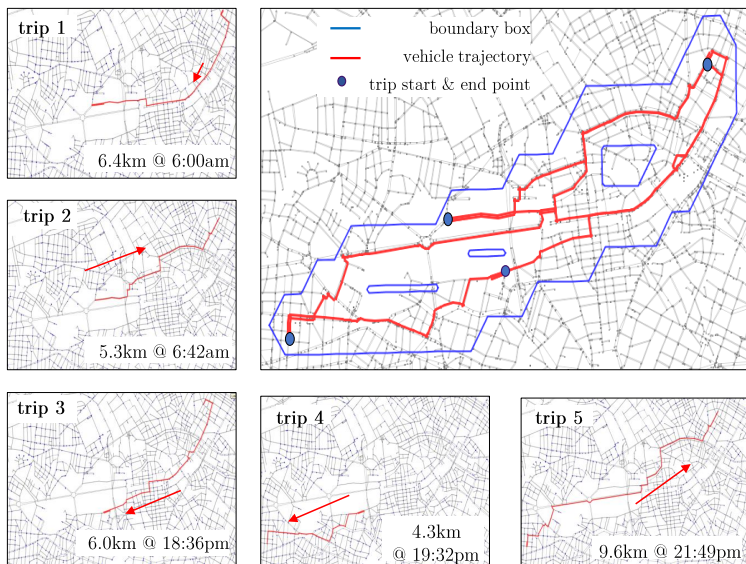 trip 1
6.4km @ 6:00am
boundary box
vehicle trajectory
trip start & end point
trip 2
5.3km @ 6:42am
trip 3
6.0km @ 18:36pm
trip 4
4.3km
@ 19:32pm
trip 5
9.6km @ 21:49pm